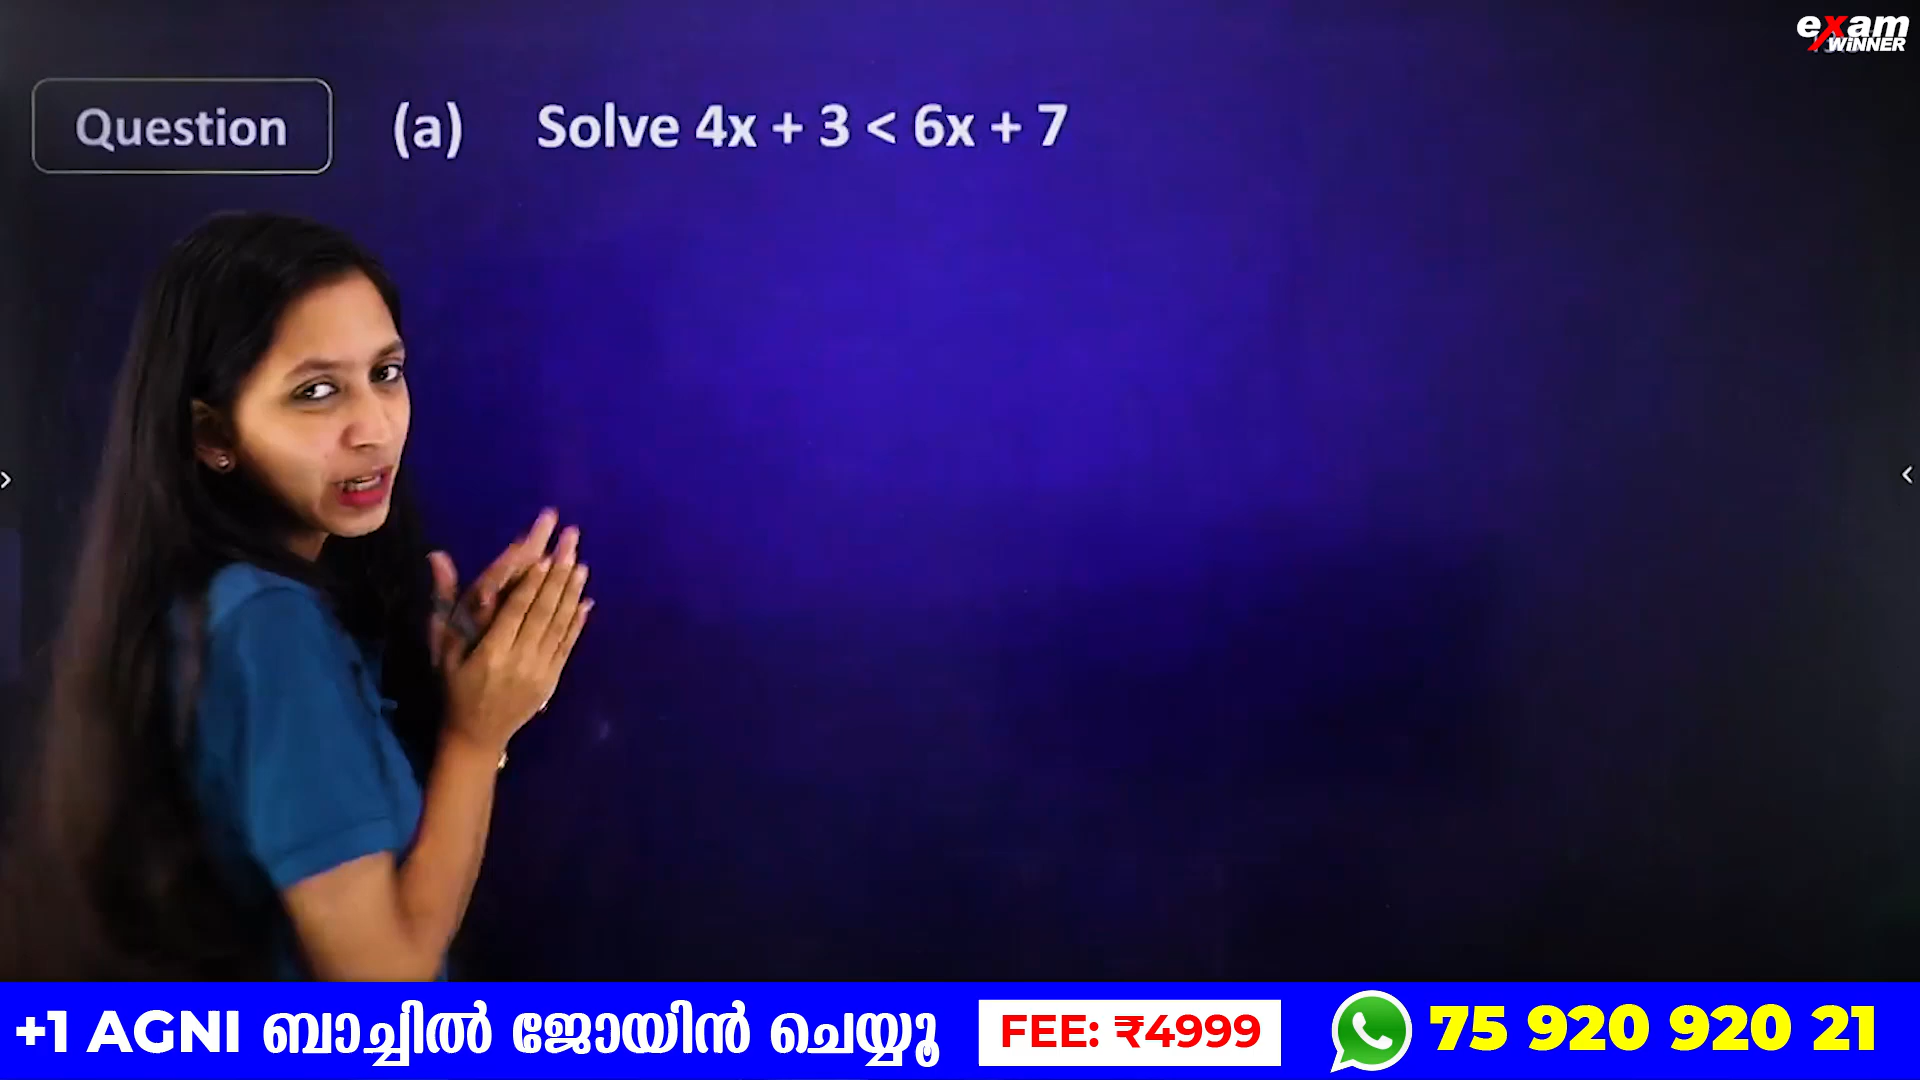 exam
WINNER
Question (a) Solve 4x + 3 < 6x + 7
+1 AGNI ബാച്ചിൽ ജോയിൻ ചെയ്യൂ FEE: ₹4999 75 920 920 21